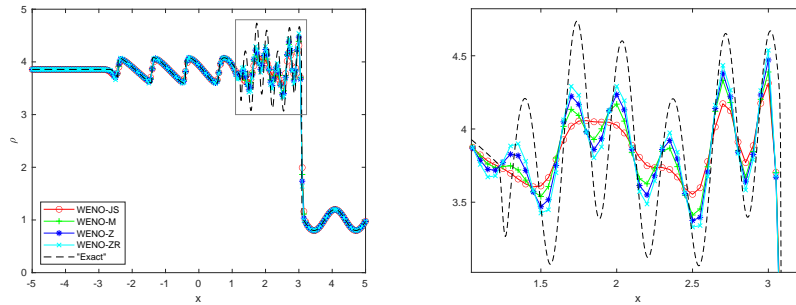 5
4
3
2
1
0
ρ
WENO-JS
WENO-M
WENO-Z
WENO-ZR
"Exact"
-5 -4 -3 -2 -1 0 1 2 3 4 5
x
4.5
4
3.5
1.5 2 2.5 3
x